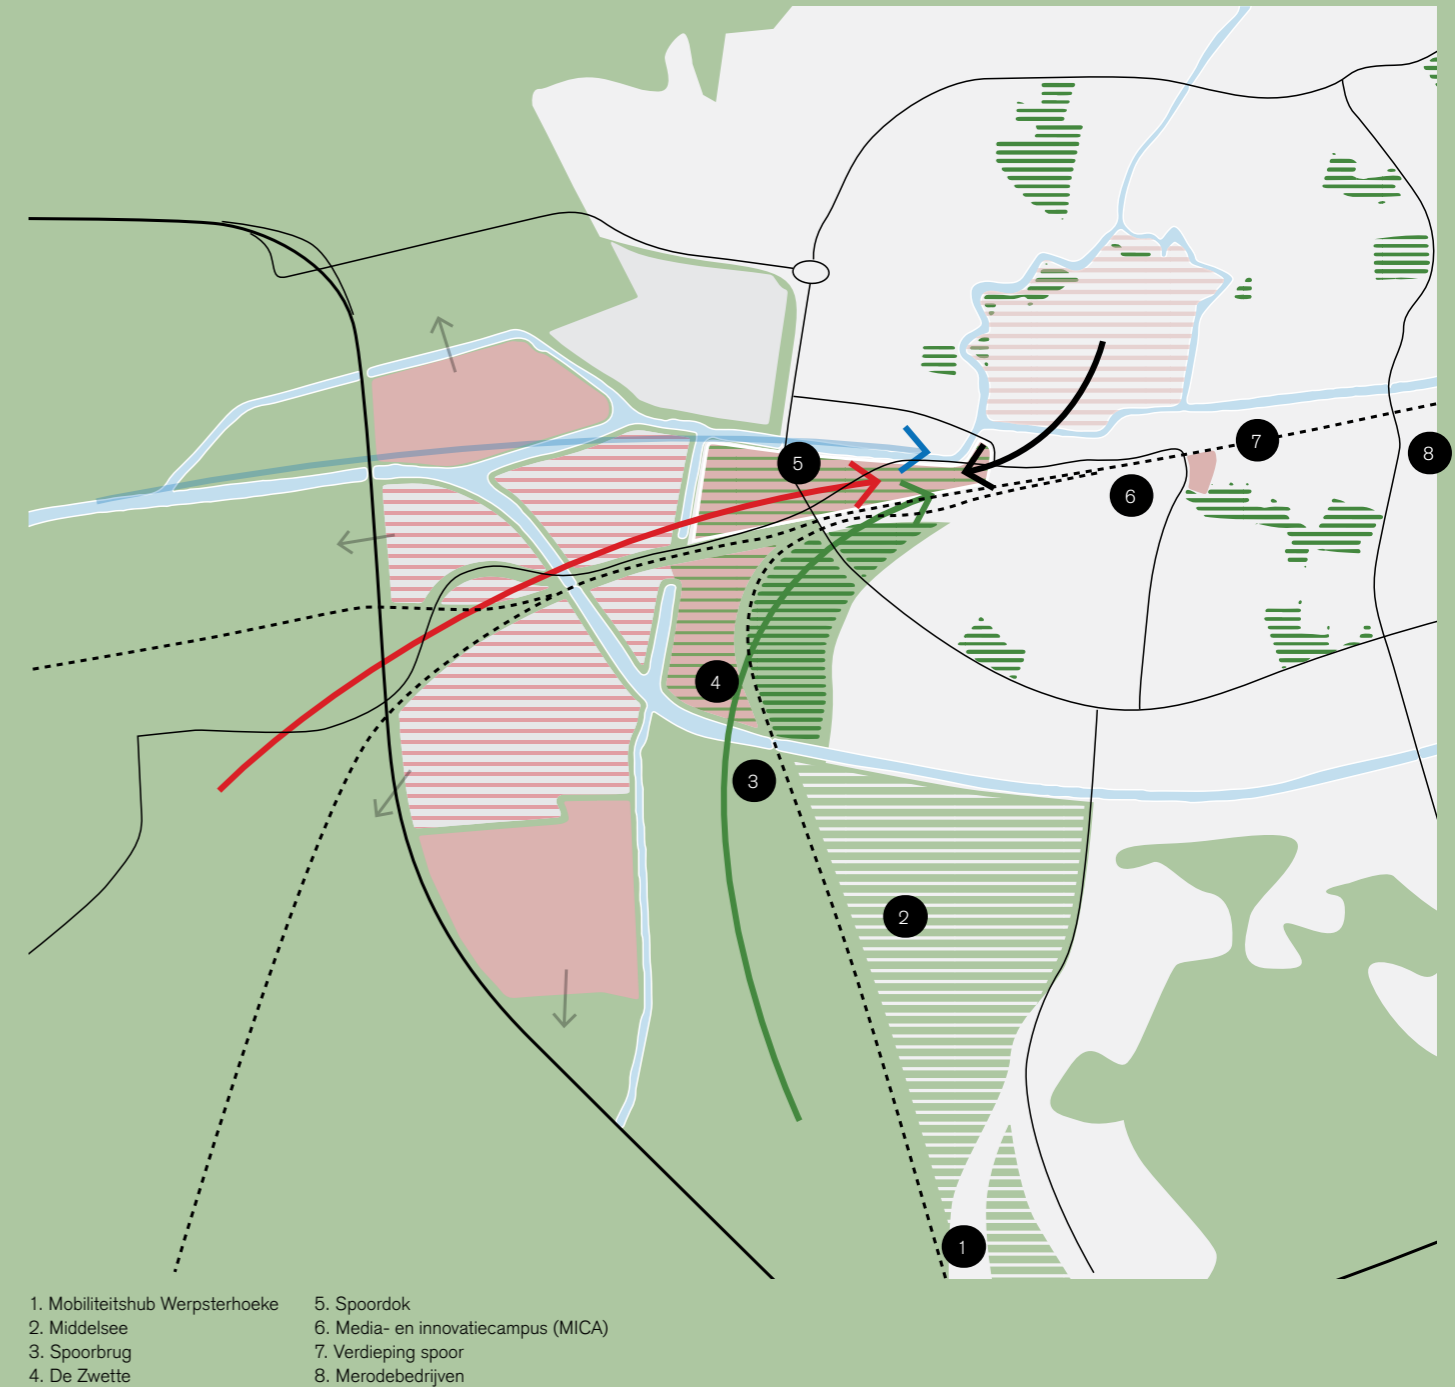 5
7
8
6
4
3
2
1
1. Mobiliteitshub Werpsterhoeke
2. Middelsee
3. Spoorbrug
4. De Zwette
5. Spoordok
6. Media- en innovatiecampus (MICA)
7. Verdieping spoor
8. Merodebedrijven